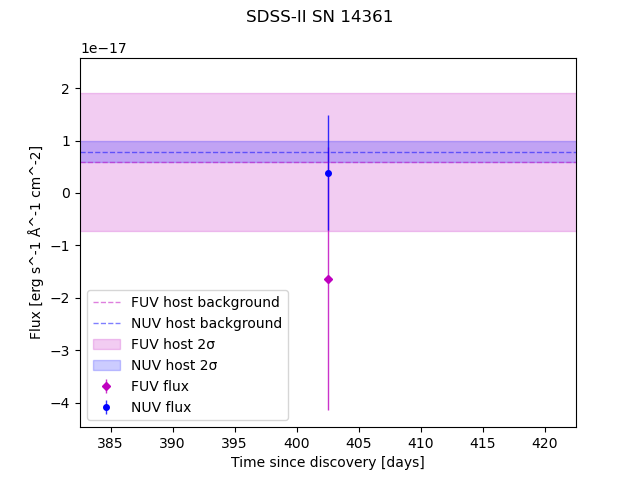 SDSS-II SN 14361
1e−17
Flux [erg s^-1 Å^-1 cm^-2]
2
1
0
−1
−2
−3
−4
FUV host background
NUV host background
FUV host 2σ
NUV host 2σ
FUV flux
NUV flux
385 390 395 400 405 410 415 420
Time since discovery [days]